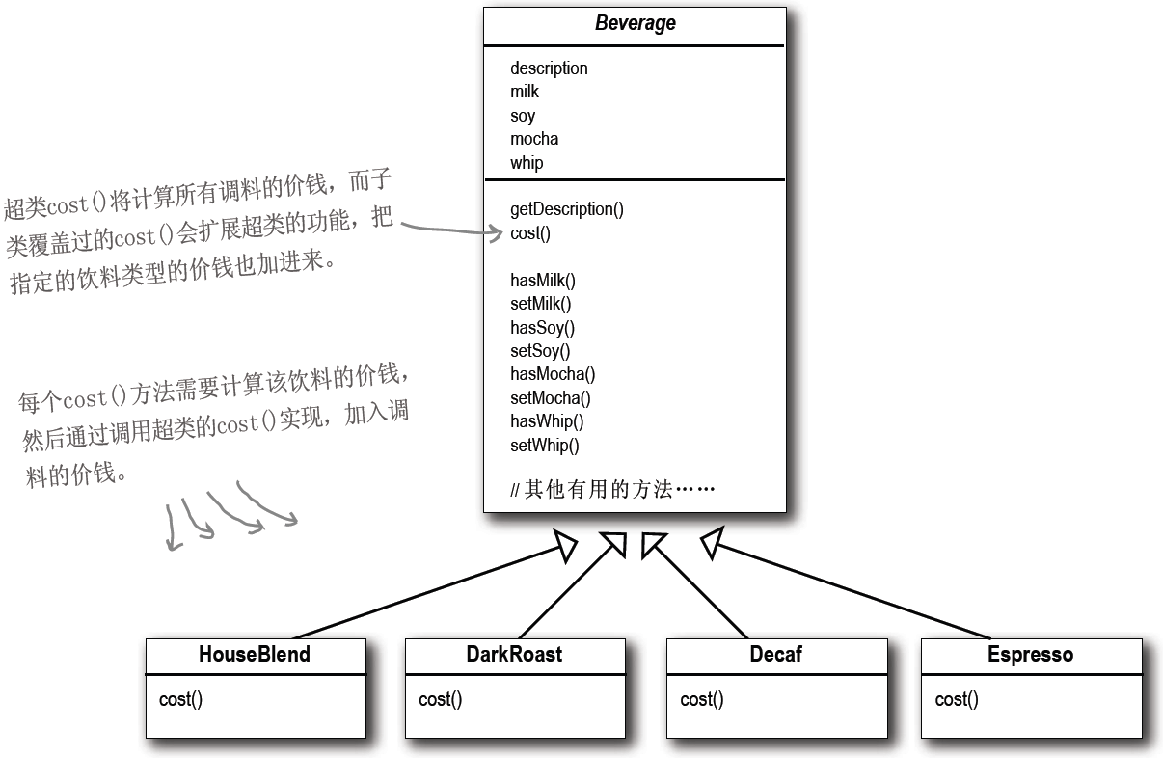 Beverage
description
milk
soy
mocha
whip
getDescription()
cost()
hasMilk()
setMilk()
hasSoy()
setSoy()
hasMocha()
setMocha()
hasWhip()
setWhip()
// 其他有用的方法……
超类cost()将计算所有调料的价钱，而子
类覆盖过的cost()会扩展超类的功能，把
指定的饮料类型的价钱也加进来。
每个cost()方法需要计算该饮料的价钱，
然后通过调用超类的cost()实现，加入调
料的价钱。
HouseBlend
cost()
DarkRoast
cost()
Decaf
cost()
Espresso
cost()